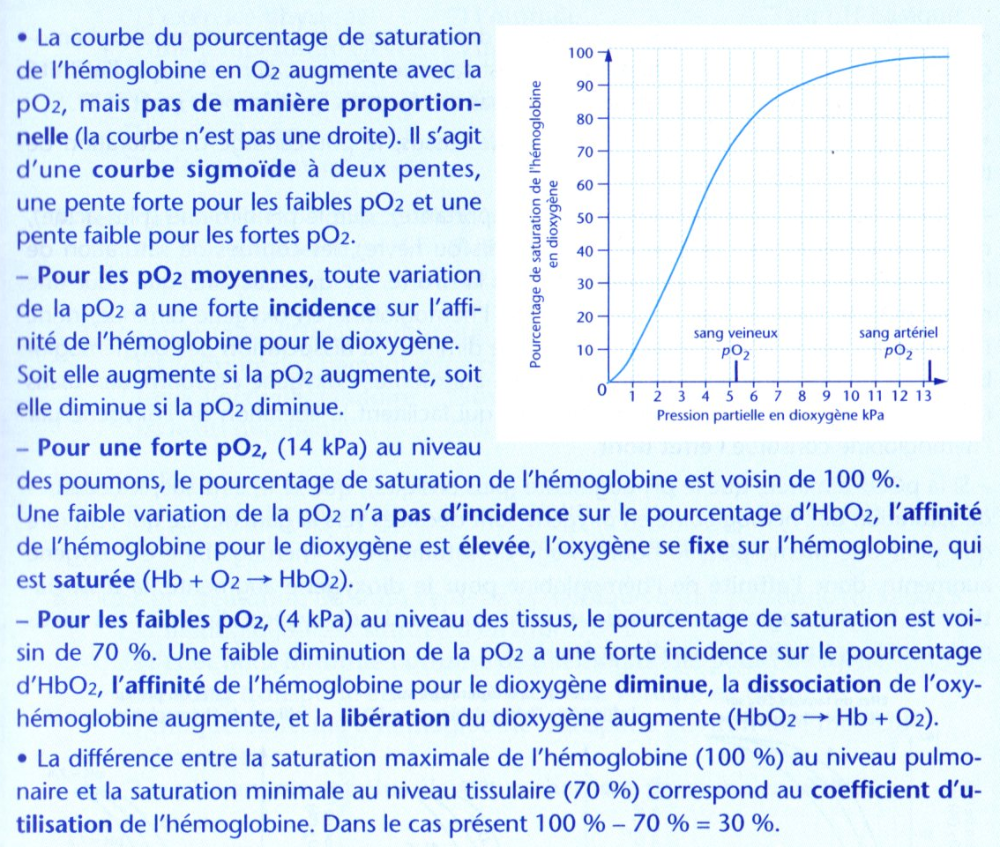 • La courbe du pourcentage de saturation
de l'hémoglobine en O2 augmente avec la
pO2, mais pas de manière proportion-
nelle (la courbe n'est pas une droite). Il s'agit
d'une courbe sigmoïde à deux pentes,
une pente forte pour les faibles pO2 et une
pente faible pour les fortes pO2.
– Pour les pO2 moyennes, toute variation
de la pO2 a une forte incidence sur l'affi-
nité de l'hémoglobine pour le dioxygène.
Soit elle augmente si la pO2 augmente, soit
elle diminue si la pO2 diminue.
Pourcentage de saturation de l'hémoglobine
en dioxygène
100
90
80
70
60
50
40
30
20
10
sang veineux
pO2
sang artériel
pO2
0 1 2 3 4 5 6 7 8 9 10 11 12 13
Pression partielle en dioxygène kPa
– Pour une forte pO2, (14 kPa) au niveau
des poumons, le pourcentage de saturation de l'hémoglobine est voisin de 100 %.
Une faible variation de la pO2 n'a pas d'incidence sur le pourcentage d'HbO2, l'affinité
de l'hémoglobine pour le dioxygène est élevée, l'oxygène se fixe sur l'hémoglobine, qui
est saturée (Hb + O2 → HbO2).
– Pour les faibles pO2, (4 kPa) au niveau des tissus, le pourcentage de saturation est voi-
sin de 70 %. Une faible diminution de la pO2 a une forte incidence sur le pourcentage
d'HbO2, l'affinité de l'hémoglobine pour le dioxygène diminue, la dissociation de l'oxy-
hémoglobine augmente, et la libération du dioxygène augmente (HbO2 → Hb + O2).
• La différence entre la saturation maximale de l'hémoglobine (100 %) au niveau pulmo-
naire et la saturation minimale au niveau tissulaire (70 %) correspond au coefficient d'u-
tilisation de l'hémoglobine. Dans le cas présent 100 % – 70 % = 30 %.